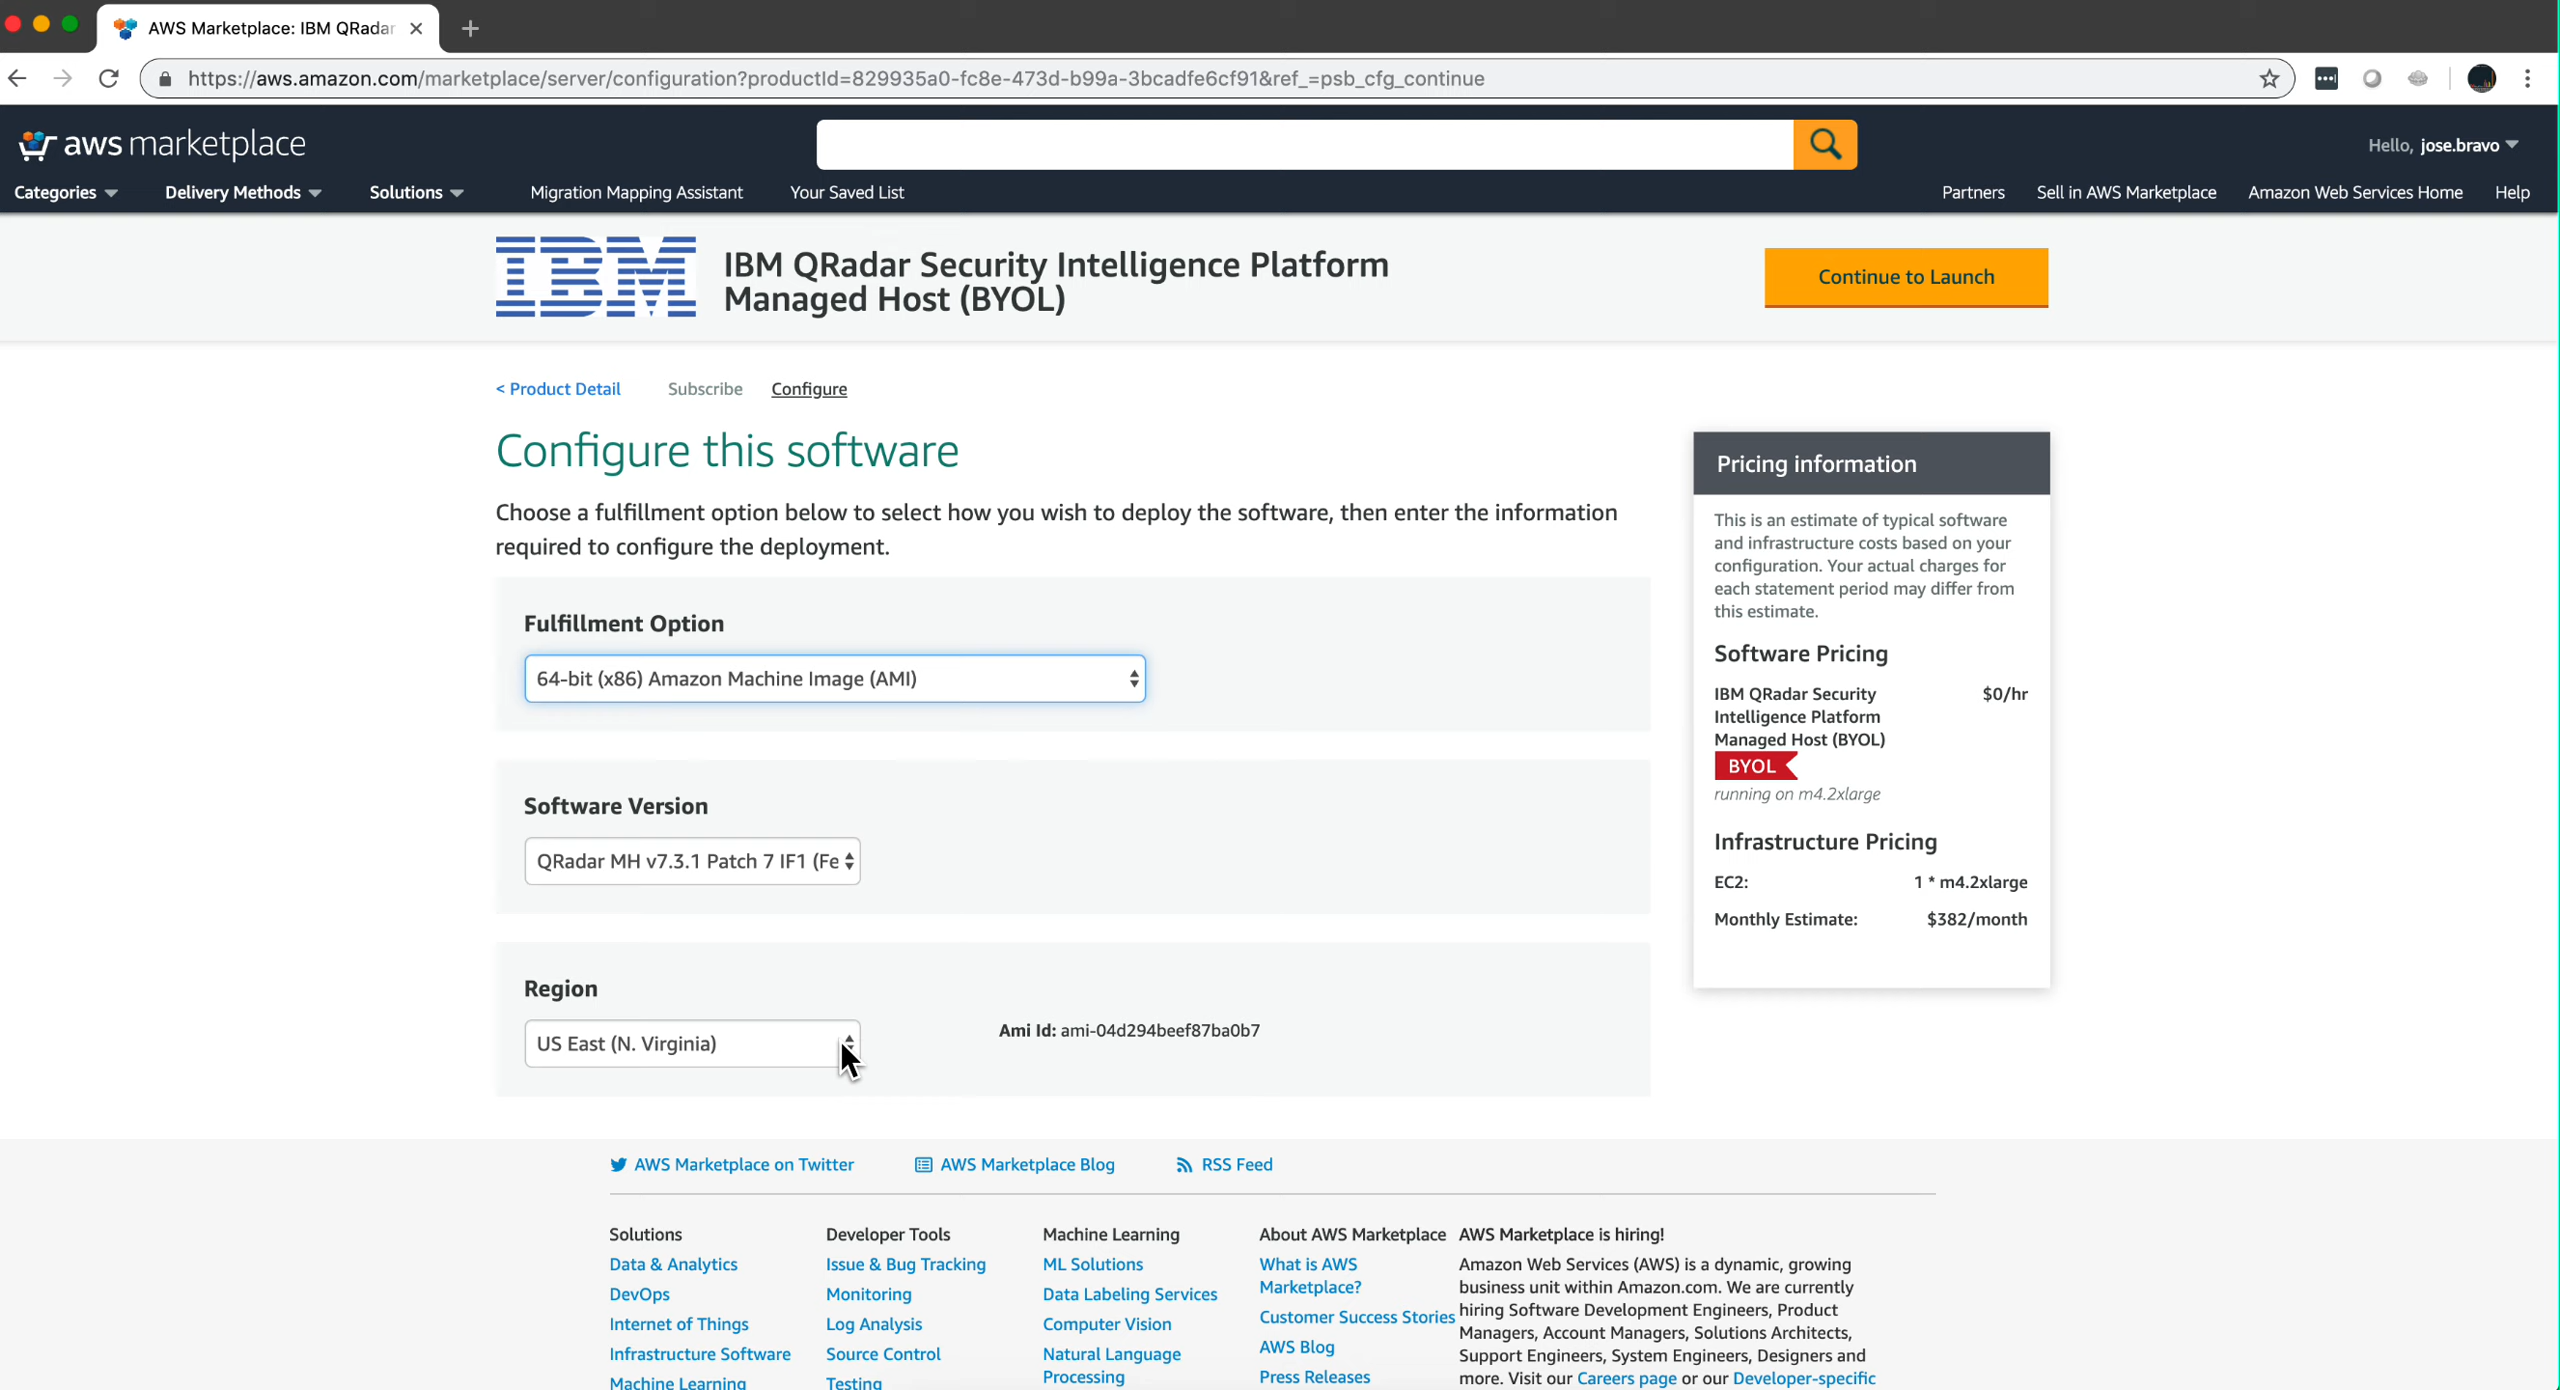 AWS Marketplace: IBM QRadar
https://aws.amazon.com/marketplace/server/configuration?productId=829935a0-fc8e-473d-b99a-3bcadfe6cf91&ref_=psb_cfg_continue
aws marketplace
Hello, jose.bravo
Categories Delivery Methods Solutions Migration Mapping Assistant Your Saved List Partners Sell in AWS Marketplace Amazon Web Services Home Help
IBM
IBM QRadar Security Intelligence Platform
Managed Host (BYOL)
Continue to Launch
< Product Detail Subscribe Configure
Configure this software
Choose a fulfillment option below to select how you wish to deploy the software, then enter the information
required to configure the deployment.
Fulfillment Option
64-bit (x86) Amazon Machine Image (AMI)
Software Version
QRadar MH v7.3.1 Patch 7 IF1 (Fe
Region
US East (N. Virginia)
Ami Id: ami-04d294beef87ba0b7
Pricing information
This is an estimate of typical software
and infrastructure costs based on your
configuration. Your actual charges for
each statement period may differ from
this estimate.
Software Pricing
IBM QRadar Security $0/hr
Intelligence Platform
Managed Host (BYOL)
BYOL
running on m4.2xlarge
Infrastructure Pricing
EC2: 1 * m4.2xlarge
Monthly Estimate: $382/month
AWS Marketplace on Twitter AWS Marketplace Blog RSS Feed
Solutions
Data & Analytics
DevOps
Internet of Things
Infrastructure Software
Machine Learning
Developer Tools
Issue & Bug Tracking
Monitoring
Log Analysis
Source Control
Testing
Machine Learning
ML Solutions
Data Labeling Services
Computer Vision
Natural Language
Processing
About AWS Marketplace
What is AWS
Marketplace?
Customer Success Stories
AWS Blog
Press Releases
AWS Marketplace is hiring!
Amazon Web Services (AWS) is a dynamic, growing
business unit within Amazon.com. We are currently
hiring Software Development Engineers, Product
Managers, Account Managers, Solutions Architects,
Support Engineers, System Engineers, Designers and
more. Visit our Careers page or our Developer-specific